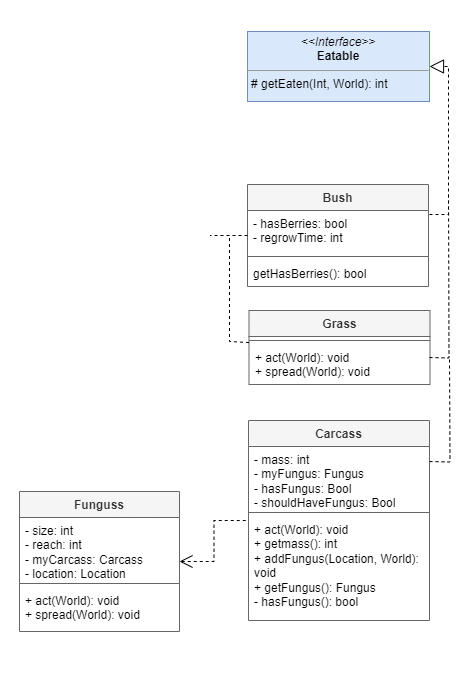 <<Interface>>
Eatable
# getEaten(Int, World): int
Bush
- hasBerries: bool
- regrowTime: int
getHasBerries(): bool
Grass
+ act(World): void
+ spread(World): void
Carcass
- mass: int
- myFungus: Fungus
- hasFungus: Bool
- shouldHaveFungus: Bool
+ act(World): void
+ getmass(): int
+ addFungus(Location, World):
void
+ getFungus(): Fungus
- hasFungus(): bool
Funguss
- size: int
- reach: int
- myCarcass: Carcass
- location: Location
+ act(World): void
+ spread(World): void